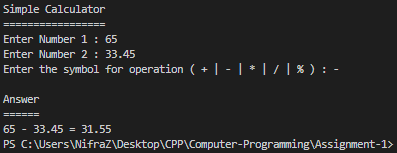 Simple Calculator
=================
Enter Number 1 : 65
Enter Number 2 : 33.45
Enter the symbol for operation ( + | - | * | / | % ) : -
Answer
======
65 - 33.45 = 31.55
PS C:\Users\NifraZ\Desktop\CPP\Computer-Programming\Assignment-1>